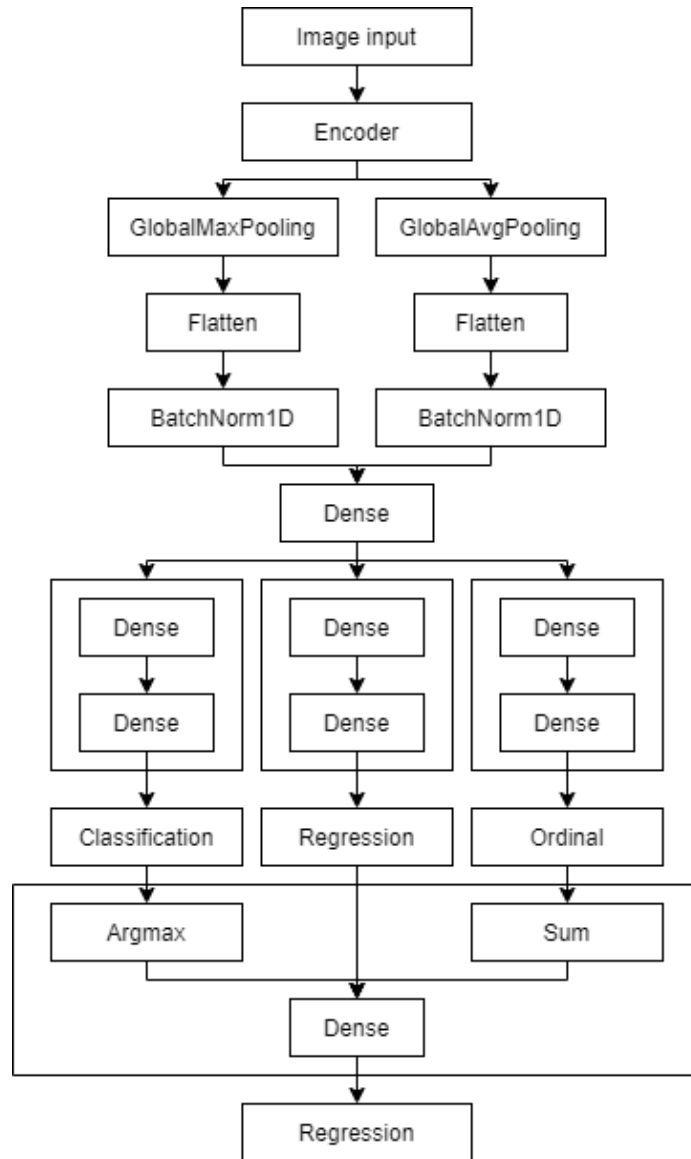 Image input
Encoder
GlobalMaxPooling
GlobalAvgPooling
Flatten
Flatten
BatchNorm1D
BatchNorm1D
Dense
Dense
Dense
Dense
Dense
Dense
Dense
Classification
Regression
Ordinal
Argmax
Sum
Dense
Regression